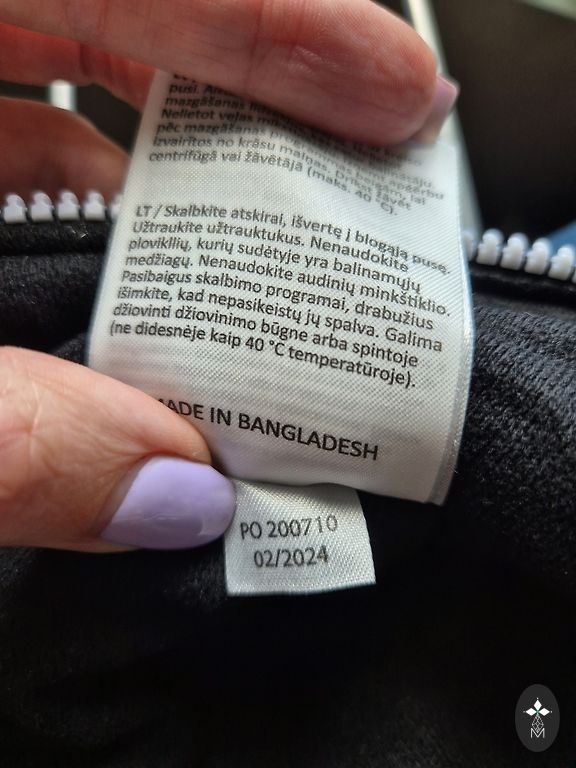 pusi.
mazgāšanas
Nelietot veļas
pēc mazgāšanas
izvairītos no krāsu maiņas. Drīkst žāvēt
centrifūgā vai žāvētājā (maks. 40 °C).
LT / Skalbkite atskirai, išvertę į blogąją pusę.
Užtraukite užtrauktukus. Nenaudokite
ploviklių, kurių sudėtyje yra balinamųjų
medžiagų. Nenaudokite audinių minkštiklio.
Pasibaigus skalbimo programai, drabužius
išimkite, kad nepasikeistų jų spalva. Galima
džiovinti džiovinimo būgne arba spintoje
(ne didesnėje kaip 40 °C temperatūroje).
MADE IN BANGLADESH
PO 200710
02/2024
M